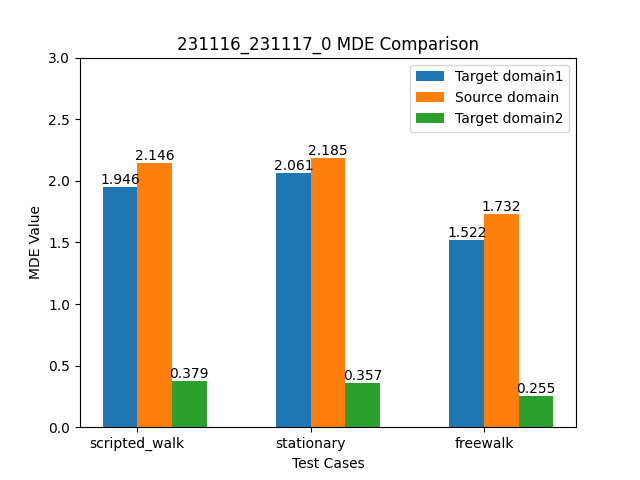 231116_231117_0 MDE Comparison
Target domain1
Source domain
Target domain2
MDE Value
3.0
2.5
2.0
1.5
1.0
0.5
0.0
1.946
2.146
0.379
2.061
2.185
0.357
1.522
1.732
0.255
scripted_walk
stationary
freewalk
Test Cases